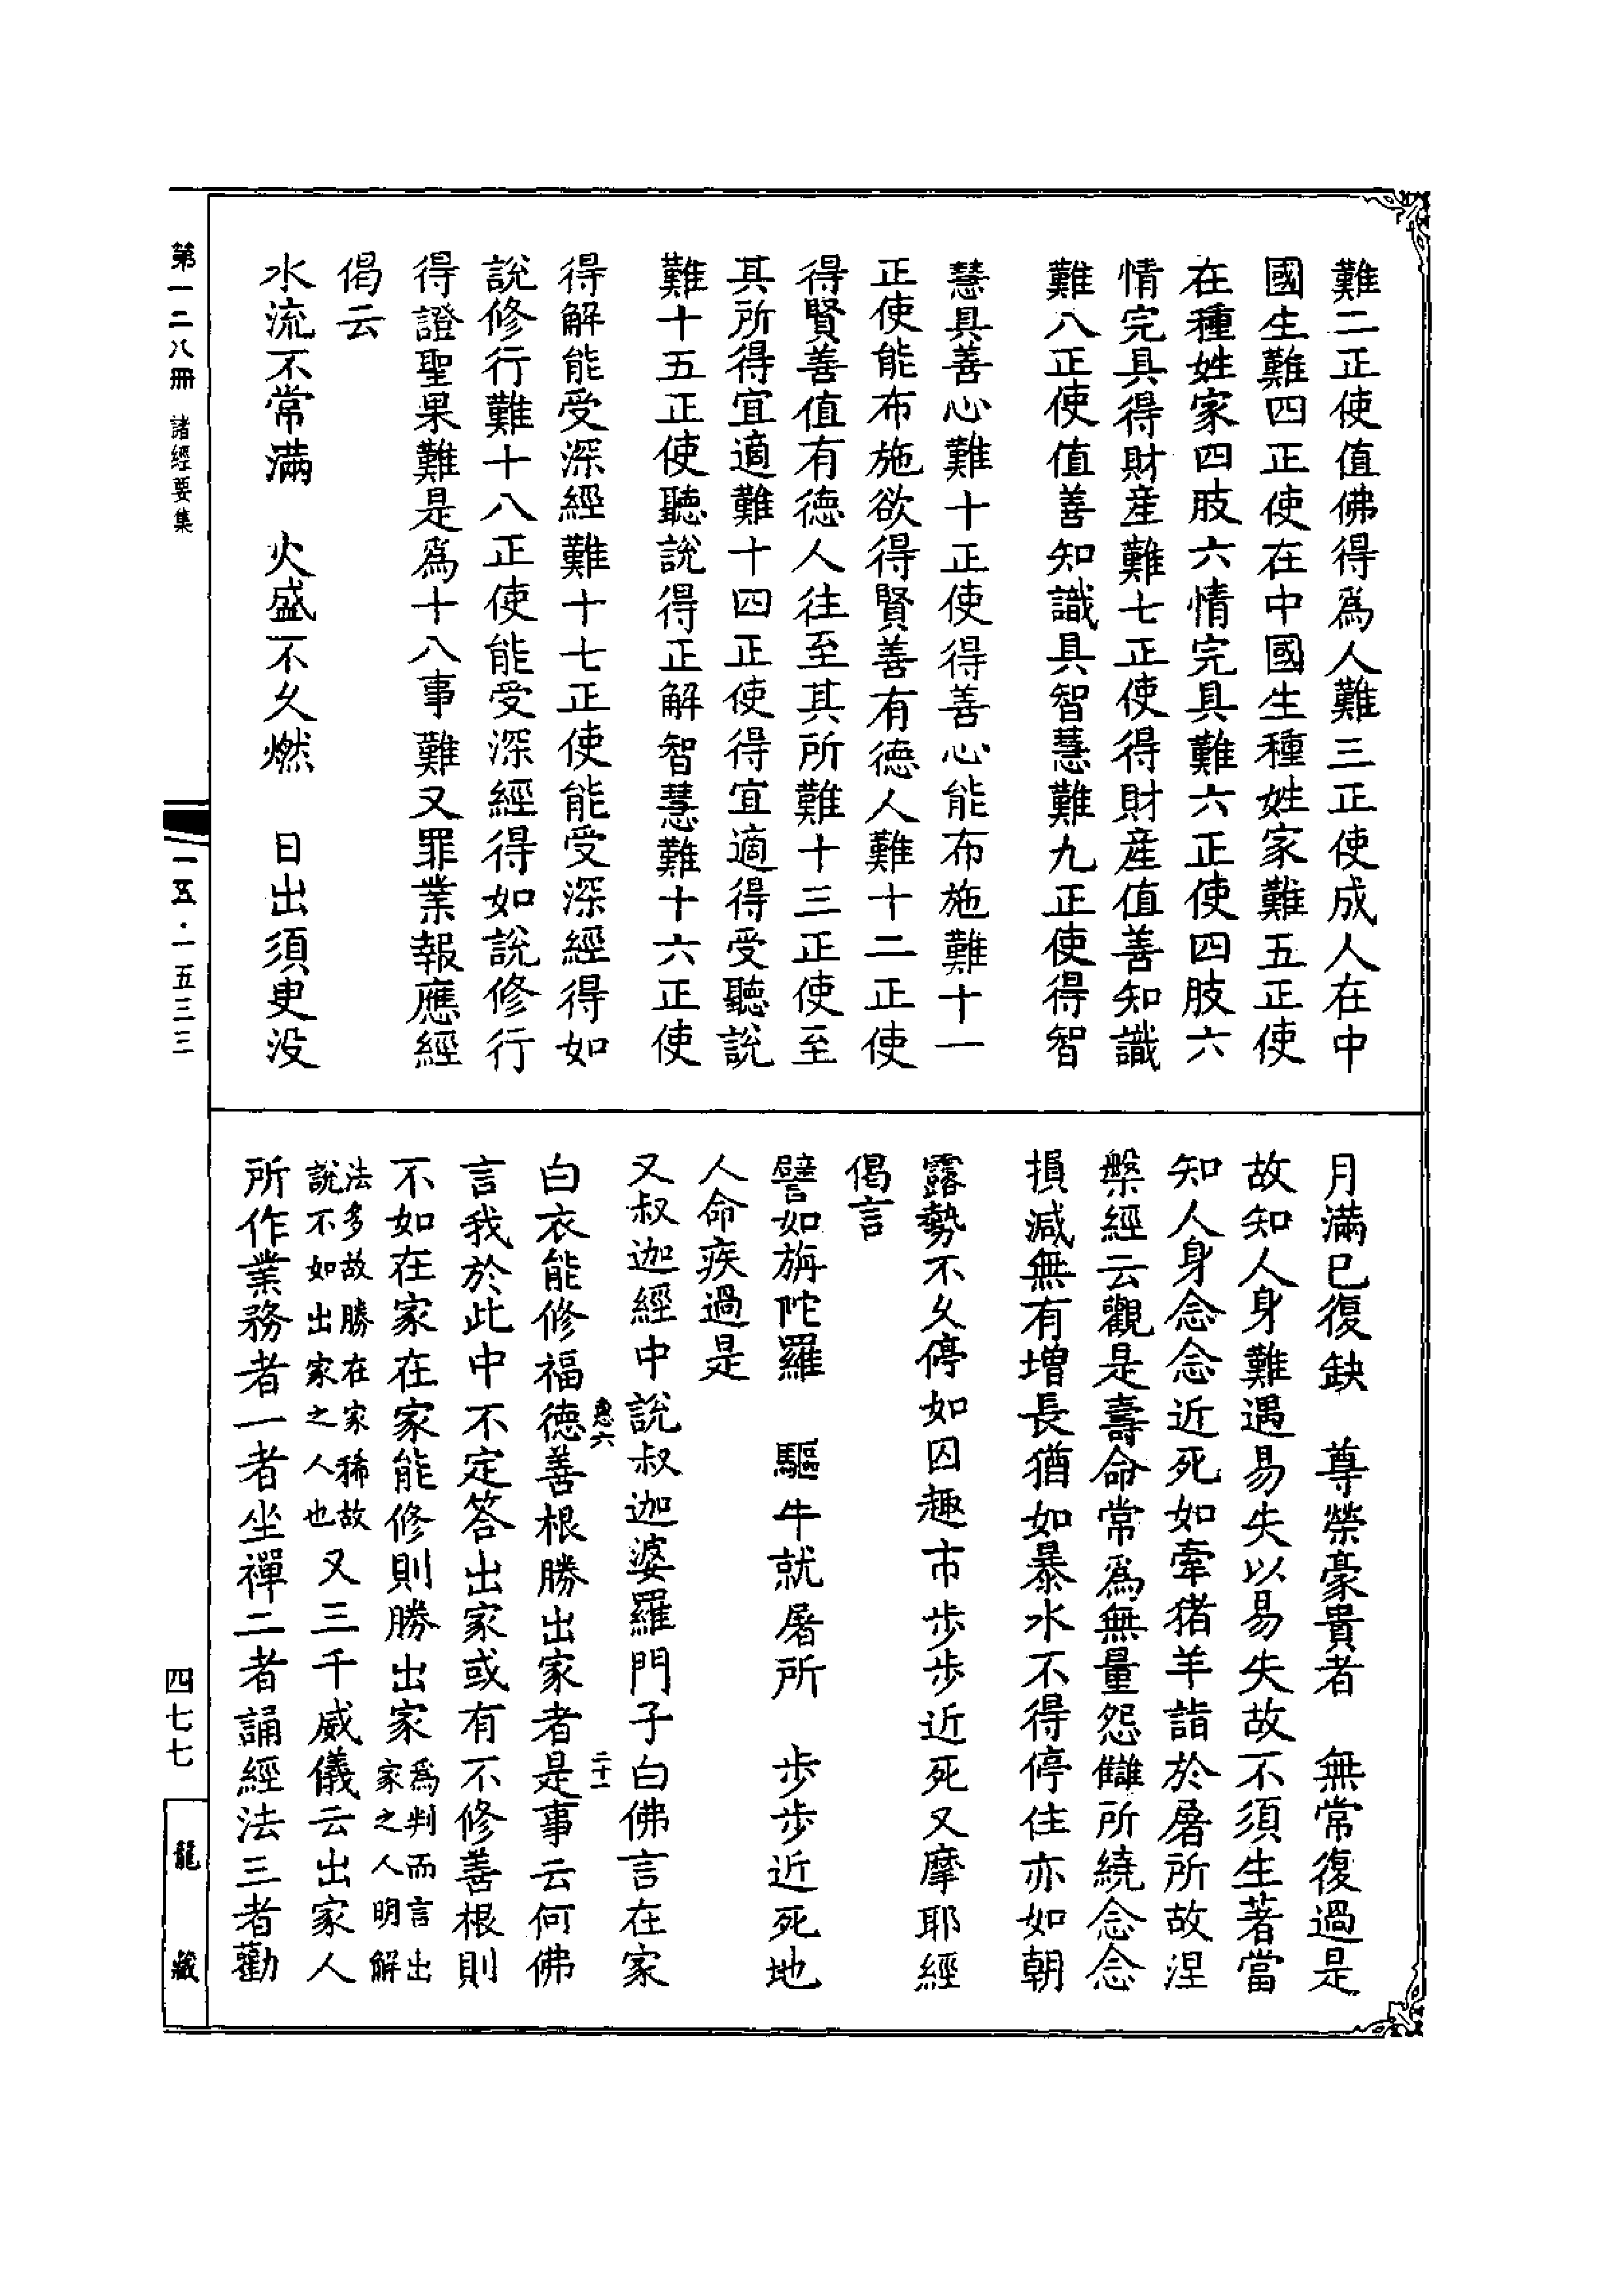 難二正使值佛得爲人難三正使成人在中
國生難四正使在中國生種姓家難五正使
在種姓家四肢六情完具難六正使四肢六
情完具得財産難七正使得財産值善知識
難八正使值善知識具智慧難九正使得智
慧具善心難十正使得善心能布施難十一
正使能布施欲得賢善有德人難十二正使
得賢善值有德人往至其所難十三正使至
其所得宜適難十四正使得宜適得受聽說
難十五正使聽說得正解智慧難十六正使
得解能受深經難十七正使能受深經得如
說修行難十八正使能受深經得如說修行
得證聖果難是爲十八事難又罪業報應經
偈云
水流不常滿　火盛不久燃　日出須臾没
月滿已復缺　尊榮豪貴者　無常復過是
故知人身難遇易失以易失故不須生著當
知人身念念近死如牽猪羊詣於屠所故涅
槃經云觀是壽命常爲無量怨讎所繞念念
損減無有增長猶如暴水不得停住亦如朝
露勢不久停如囚趣市步步近死又摩耶經
偈言
譬如旃陀羅　驅牛就屠所　步步近死地
人命疾過是
又叔迦經中說叔迦婆羅門子白佛言在家
惠六　二十一
白衣能修福德善根勝出家者是事云何佛
言我於此中不定答出家或有不修善根則
不如在家在家能修則勝出家爲判而言出家之人明解
法多故勝在家稀故說不如出家之人也又三千威儀云出家人
所作業務者一者坐禪二者誦經法三者勸
第一二八冊　諸經要集
一五·一五三三
四七七
龍藏